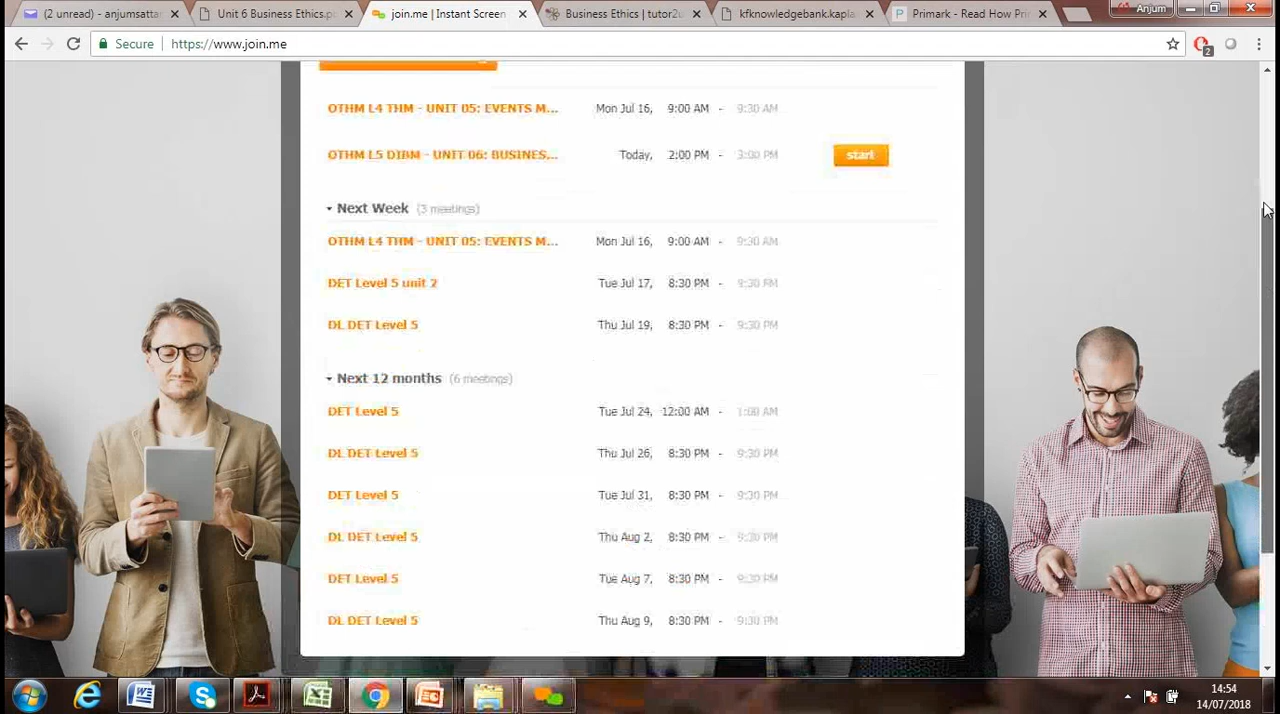 (2 unread) - anjumsattar Unit 6 Business Ethics.p join.me | Instant Screen Business Ethics | tutor2u kfknowledgebank.kapla Primark - Read How Pri Anjum
Secure https://www.join.me 2
OTHM L4 THM - UNIT 05: EVENTS M... Mon Jul 16, 9:00 AM - 9:30 AM
OTHM L5 DIBM - UNIT 06: BUSINES,... Today, 2:00 PM - 3:00 PM start
Next Week (3 meetings)
OTHM L4 THM - UNIT 05: EVENTS M... Mon Jul 16, 9:00 AM - 9:30 AM
DET Level 5 unit 2 Tue Jul 17, 8:30 PM - 9:30 PM
DL DET Level 5 Thu Jul 19, 8:30 PM - 9:30 PM
Next 12 months (6 meetings)
DET Level 5 Tue Jul 24, 12:00 AM - 1:00 AM
DL DET Level 5 Thu Jul 26, 8:30 PM - 9:30 PM
DET Level 5 Tue Jul 31, 8:30 PM - 9:30 PM
DL DET Level 5 Thu Aug 2, 8:30 PM - 9:30 PM
DET Level 5 Tue Aug 7, 8:30 PM - 9:30 PM
DL DET Level 5 Thu Aug 9, 8:30 PM - 9:30 PM
14:54
14/07/2018